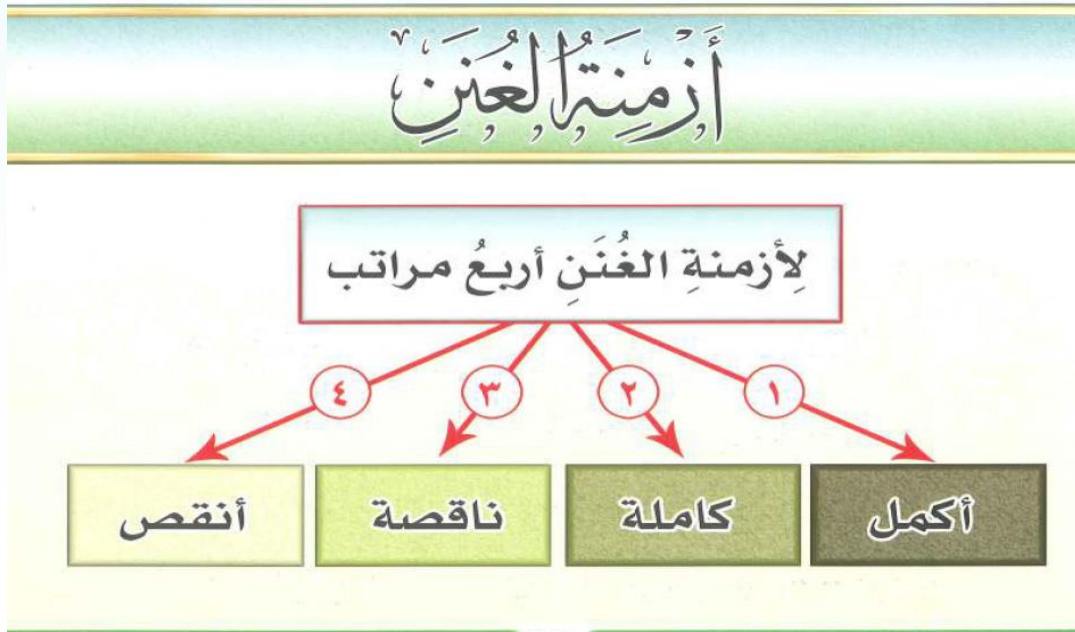 أَزْمِنَةُ الغُنَنِ
لِأزمنةِ الغُنَنِ أربعُ مراتب
١ ٢ ٣ ٤
أكمل كاملة ناقصة أنقص